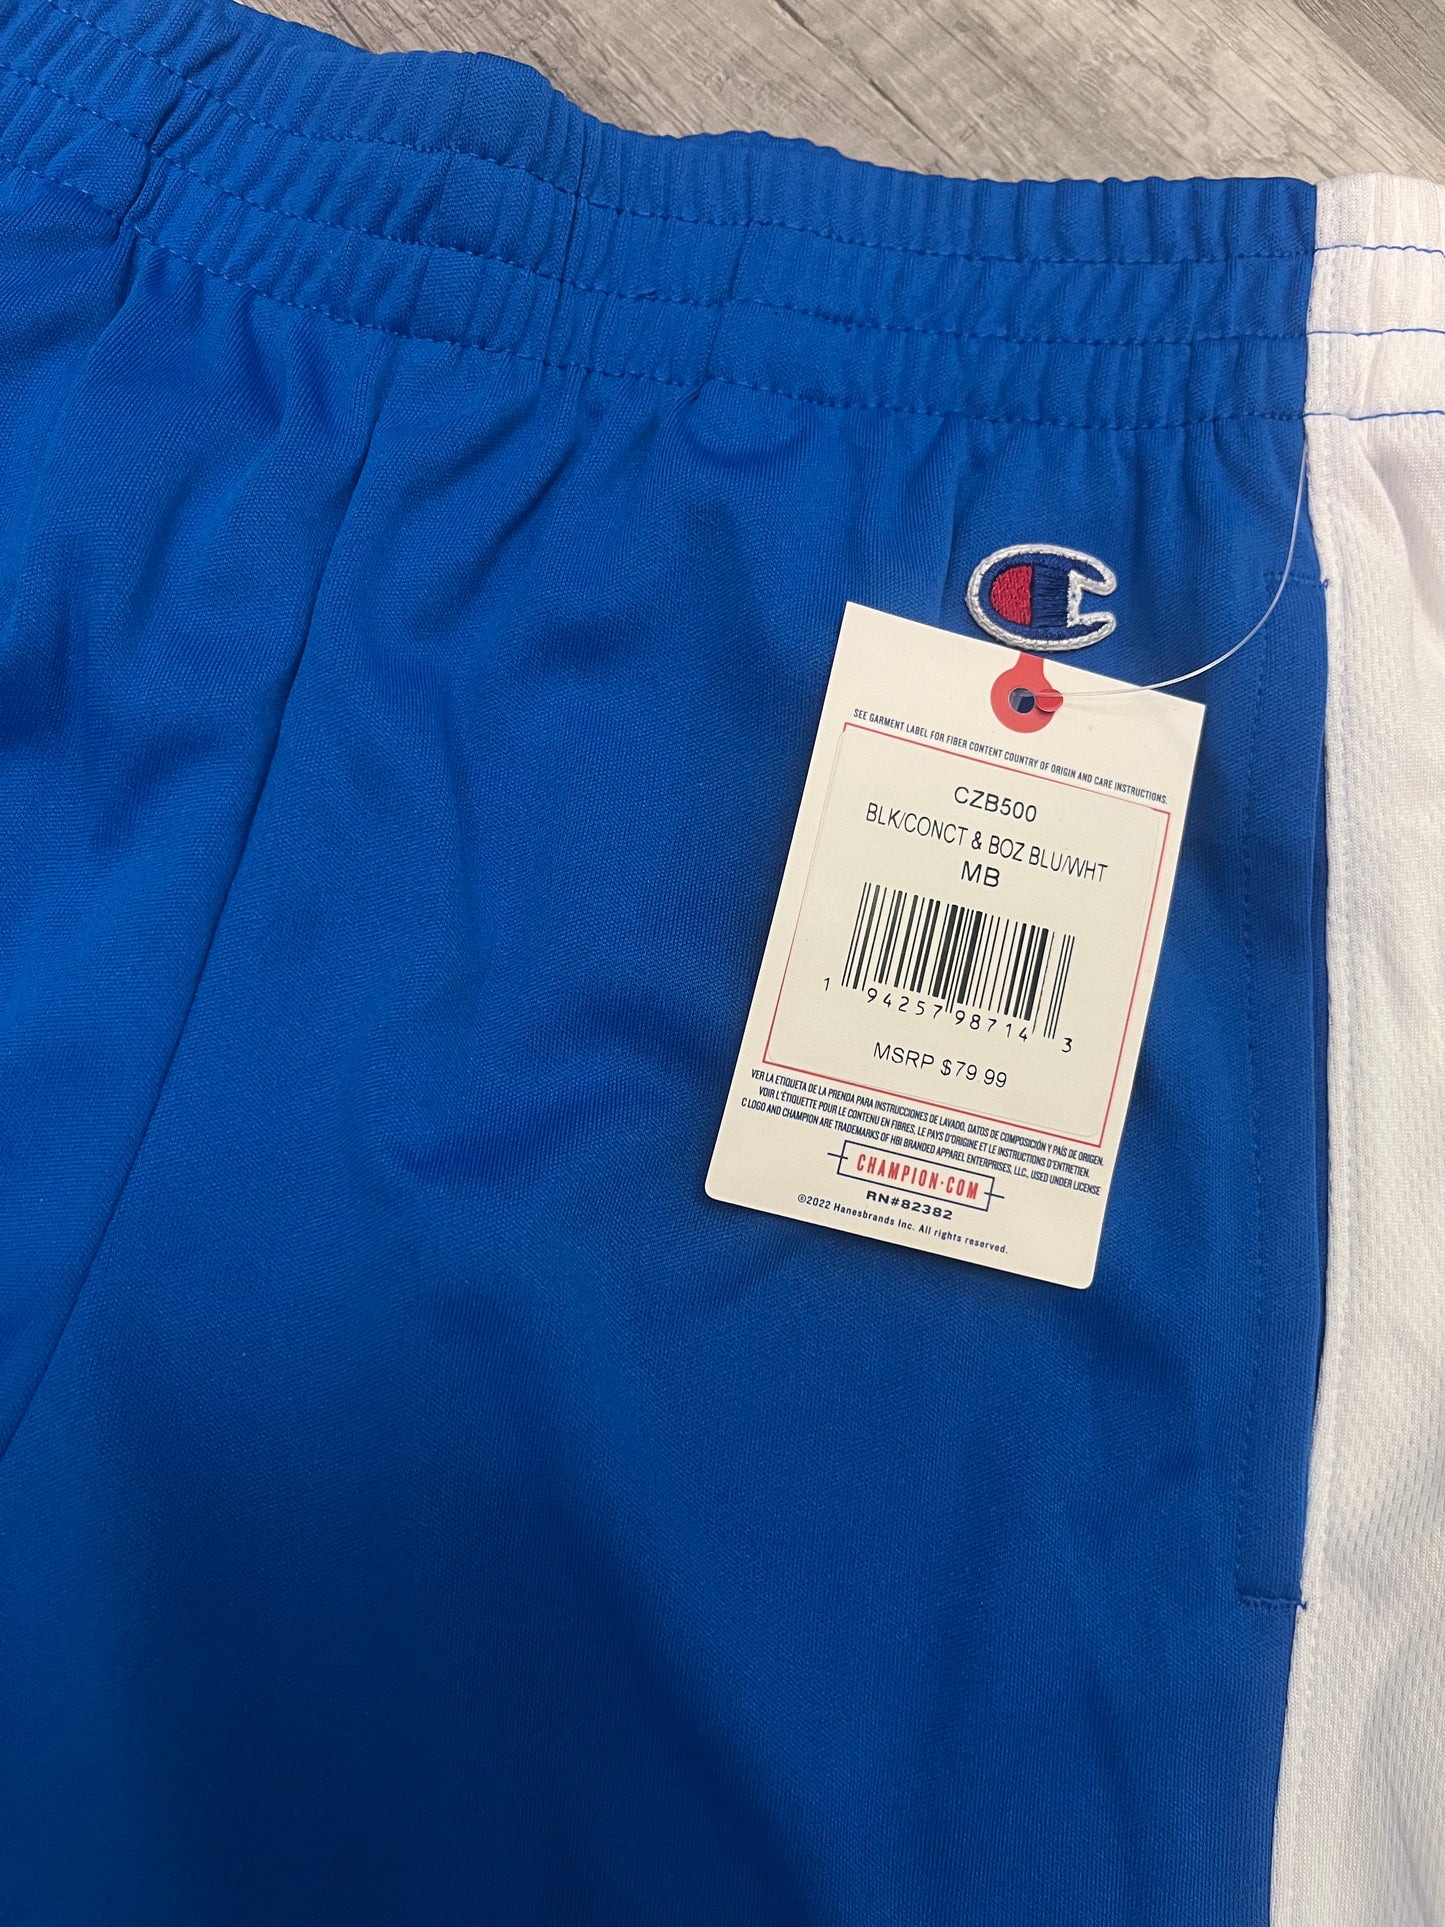 SEE GARMENT LABEL FOR FIBER CONTENT COUNTRY OF ORIGIN AND CARE INSTRUCTIONS.
CZB500
BLK/CONCT & BOZ BLU/WHT
MB
1 94257 98714 3
MSRP $79.99
VER LA ETIQUETA DE LA PRENDA PARA INSTRUCCIONES DE LAVADO, DATOS DE COMPOSICIÓN Y PAÍS DE ORIGEN.
VOIR L'ÉTIQUETTE POUR LE CONTENU EN FIBRES, LE PAYS D'ORIGINE ET LE INSTRUCTIONS D'ENTRETIEN.
C LOGO AND CHAMPION ARE TRADEMARKS OF HBI BRANDED APPAREL ENTERPRISES, LLC., USED UNDER LICENSE
CHAMPION·COM
RN#82382
©2022 Hanesbrands Inc. All rights reserved.